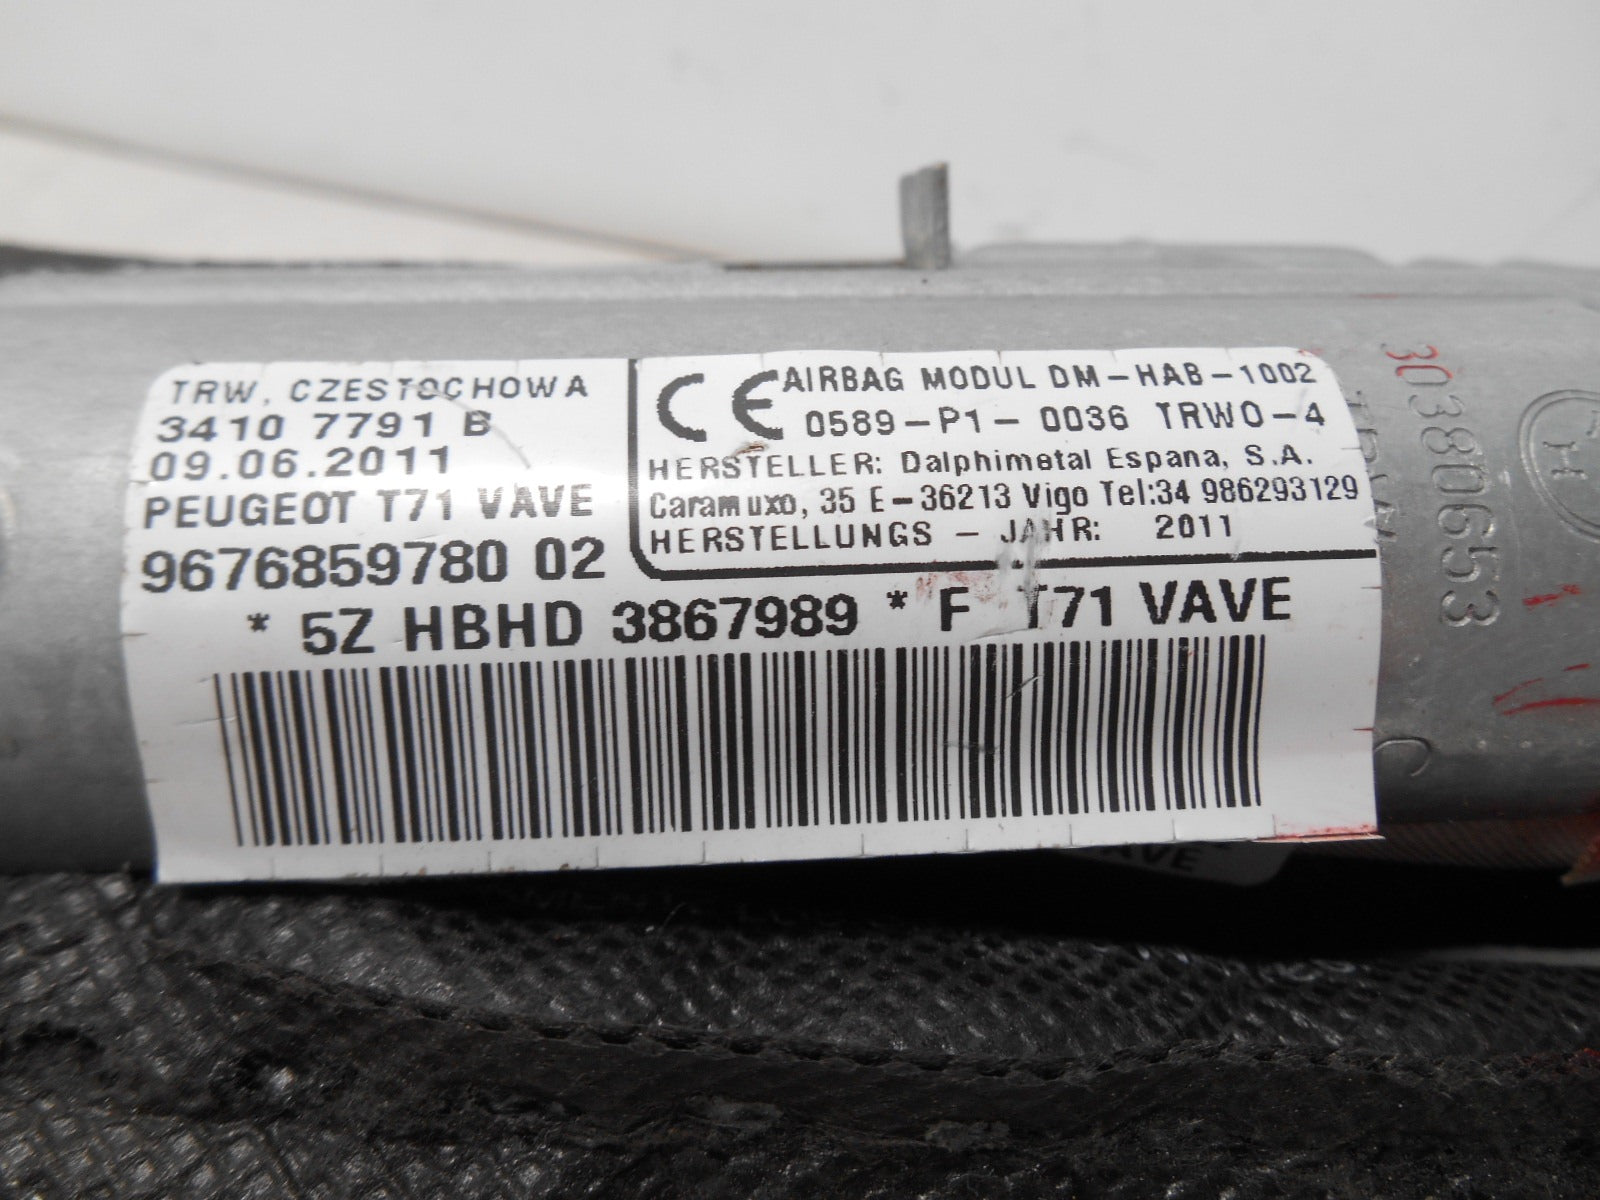 TRW, CZESTOCHOWA
3410 7791 B
09.06.2011
PEUGEOT T71 VAVE
9676859780 02
CE AIRBAG MODUL DM-HAB-1002
0589-P1-0036 TRWO-4
HERSTELLER: Dalphimetal Espana, S.A.
Caramuxo, 35 E-36213 Vigo Tel:34 986293129
HERSTELLUNGS - JAHR: 2011
* 5Z HBHD 3867989 * F T71 VAVE
30380653
TRW
C
H
VAVE